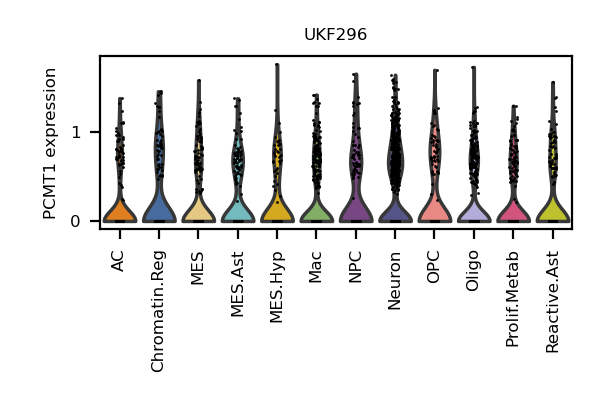 UKF296
PCMT1 expression
1
0
AC
Chromatin.Reg
MES
MES.Ast
MES.Hyp
Mac
NPC
Neuron
OPC
Oligo
Prolif.Metab
Reactive.Ast